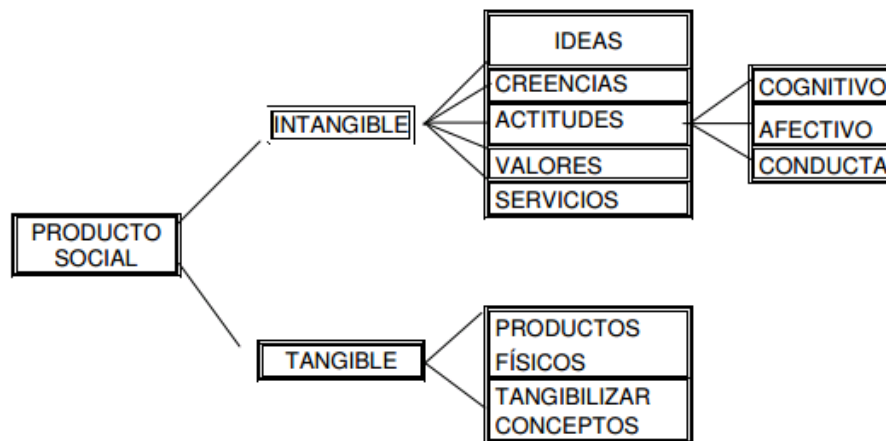 IDEAS
CREENCIAS
ACTITUDES
VALORES
SERVICIOS
COGNITIVO
AFECTIVO
CONDUCTA
INTANGIBLE
PRODUCTO
SOCIAL
TANGIBLE
PRODUCTOS
FÍSICOS
TANGIBILIZAR
CONCEPTOS